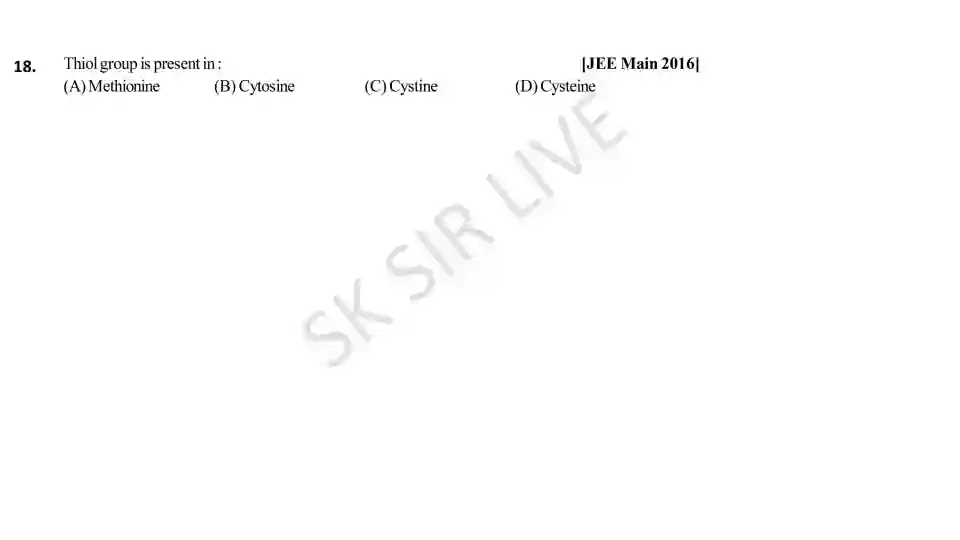 18. Thiol group is present in : [JEE Main 2016]
(A) Methionine (B) Cytosine (C) Cystine (D) Cysteine
SK SIR LIVE